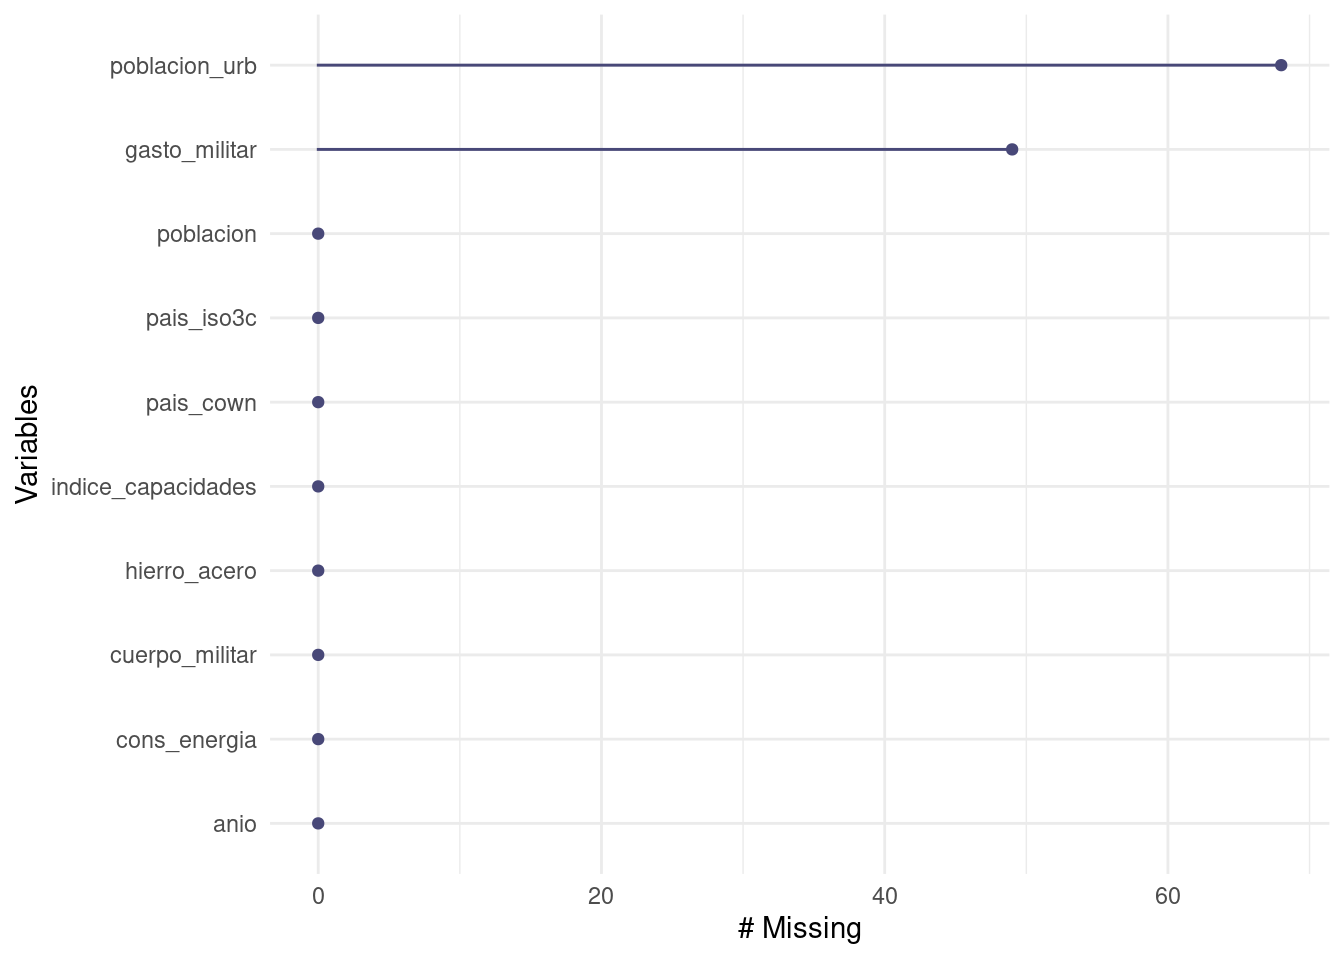 poblacion_urb
gasto_militar
poblacion
pais_iso3c
pais_cown
indice_capacidades
hierro_acero
cuerpo_militar
cons_energia
anio
Variables
0 20 40 60
# Missing